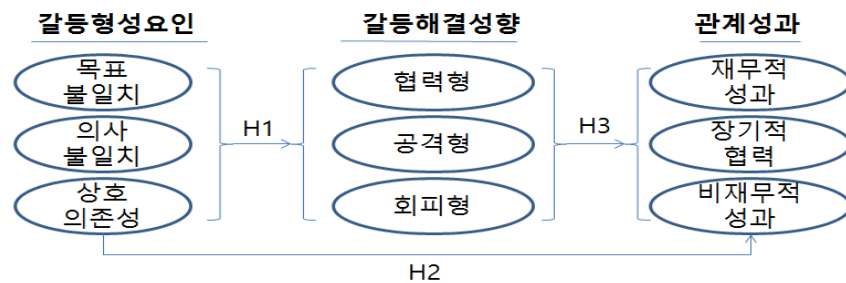 갈등형성요인 갈등해결성향 관계성과
목표
불일치
의사
불일치
상호
의존성
H1
협력형
공격형
회피형
H3
재무적
성과
장기적
협력
비재무적
성과
H2